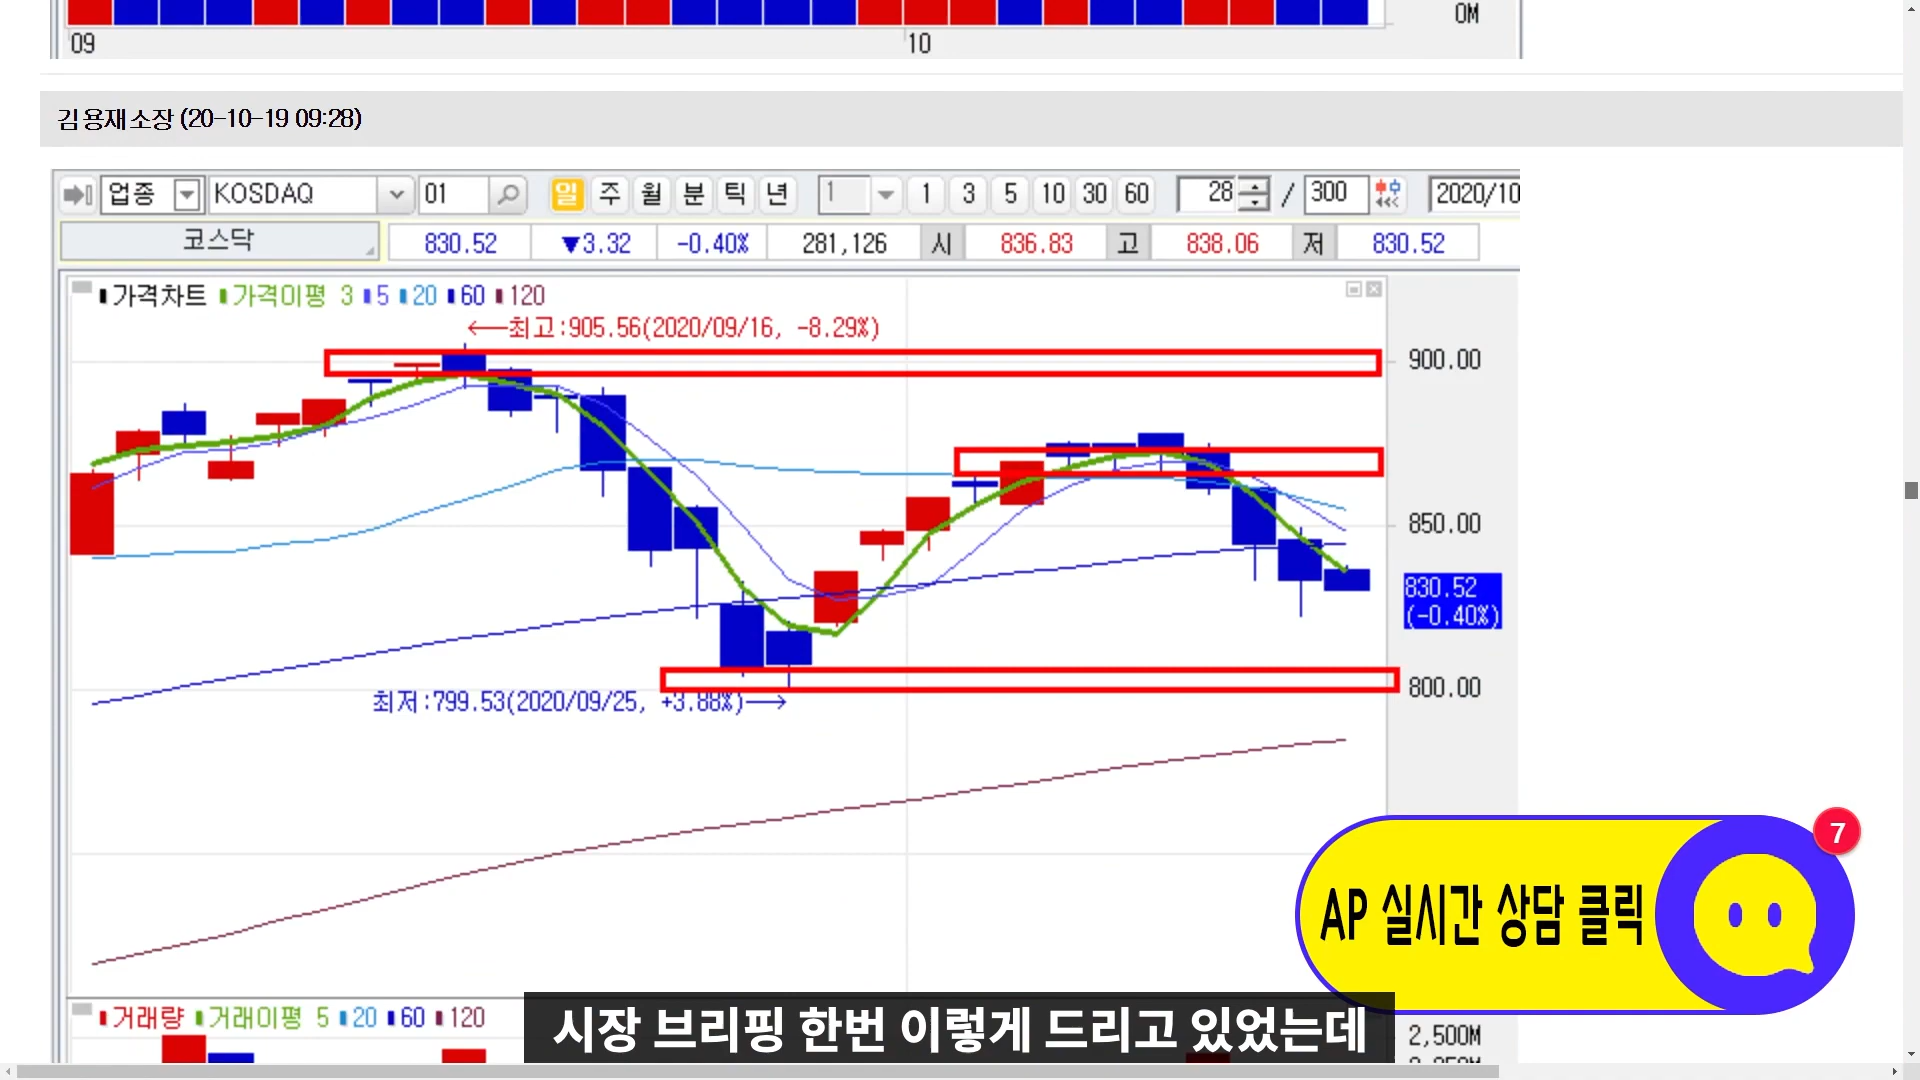 0M
09 10
김용재소장 (20-10-19 09:28)
업종 KOSDAQ 01 일 주 월 분 틱 년 1 1 3 5 10 30 60 28 / 300 2020/10
코스닥 830.52 ▼3.32 -0.40% 281,126 시 836.83 고 838.06 저 830.52
가격차트 가격이평 3 5 20 60 120
←최고:905.56(2020/09/16, -8.29%)
900.00
850.00
830.52
(-0.40%)
800.00
최저:799.53(2020/09/25, +3.88%)→
7
AP 실시간 상담 클릭
거래량 거래이평 5 20 60 120
시장 브리핑 한번 이렇게 드리고 있었는데
2,500M